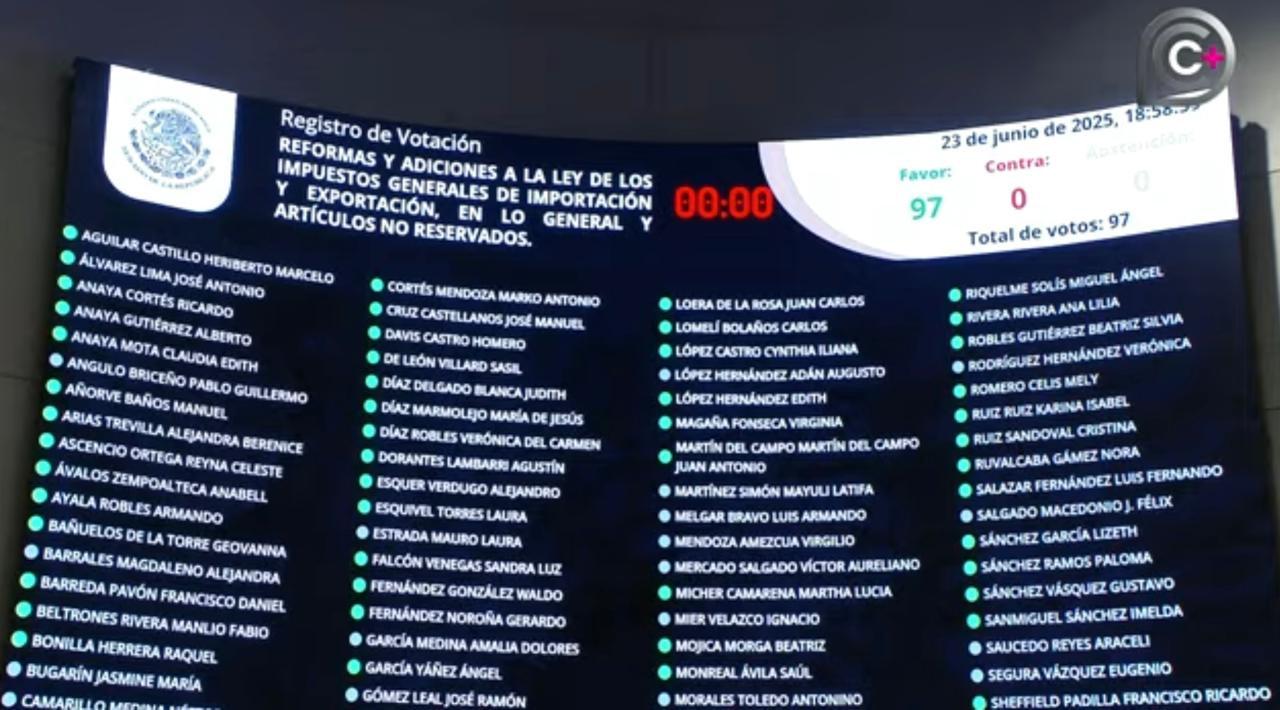 C+
Registro de Votación
REFORMAS Y ADICIONES A LA LEY DE LOS
IMPUESTOS GENERALES DE IMPORTACIÓN
Y EXPORTACIÓN, EN LO GENERAL Y
ARTÍCULOS NO RESERVADOS.
00:00
23 de junio de 2025,
Favor:
Contra:
Abstención:
97
0
0
Total de votos: 97
AGUILAR CASTILLO HERIBERTO MARCELO
ÁLVAREZ LIMA JOSÉ ANTONIO
ANAYA CORTÉS RICARDO
ANAYA GUTIÉRREZ ALBERTO
ANAYA MOTA CLAUDIA EDITH
ANGULO BRICEÑO PABLO GUILLERMO
AÑORVE BAÑOS MANUEL
ARIAS TREVILLA ALEJANDRA BERENICE
ASCENCIO ORTEGA REYNA CELESTE
ÁVALOS ZEMPOALTECA ANABELL
AYALA ROBLES ARMANDO
BAÑUELOS DE LA TORRE GEOVANNA
BARRALES MAGDALENO ALEJANDRA
BARREDA PAVÓN FRANCISCO DANIEL
BELTRONES RIVERA MANLIO FABIO
BONILLA HERRERA RAQUEL
BUGARÍN JASMINE MARÍA
CAMARILLO MEDINA
CORTÉS MENDOZA MARKO ANTONIO
CRUZ CASTELLANOS JOSÉ MANUEL
DAVIS CASTRO HOMERO
DE LEÓN VILLARD SASIL
DÍAZ DELGADO BLANCA JUDITH
DÍAZ MARMOLEJO MARÍA DE JESÚS
DÍAZ ROBLES VERÓNICA DEL CARMEN
DORANTES LAMBARRI AGUSTÍN
ESQUER VERDUGO ALEJANDRO
ESQUIVEL TORRES LAURA
ESTRADA MAURO LAURA
FALCÓN VENEGAS SANDRA LUZ
FERNÁNDEZ GONZÁLEZ WALDO
FERNÁNDEZ NOROÑA GERARDO
GARCÍA MEDINA AMALIA DOLORES
GARCÍA YÁÑEZ ÁNGEL
GÓMEZ LEAL JOSÉ RAMÓN
LOERA DE LA ROSA JUAN CARLOS
LOMELÍ BOLAÑOS CARLOS
LÓPEZ CASTRO CYNTHIA ILIANA
LÓPEZ HERNÁNDEZ ADÁN AUGUSTO
LÓPEZ HERNÁNDEZ EDITH
MAGAÑA FONSECA VIRGINIA
MARTÍN DEL CAMPO MARTÍN DEL CAMPO
JUAN ANTONIO
MARTÍNEZ SIMÓN MAYULI LATIFA
MELGAR BRAVO LUIS ARMANDO
MENDOZA AMEZCUA VIRGILIO
MERCADO SALGADO VÍCTOR AURELIANO
MICHER CAMARENA MARTHA LUCIA
MIER VELAZCO IGNACIO
MOJICA MORGA BEATRIZ
MONREAL ÁVILA SAÚL
MORALES TOLEDO ANTONINO
RIQUELME SOLÍS MIGUEL ÁNGEL
RIVERA RIVERA ANA LILIA
ROBLES GUTIÉRREZ BEATRIZ SILVIA
RODRÍGUEZ HERNÁNDEZ VERÓNICA
ROMERO CELIS MELY
RUIZ RUIZ KARINA ISABEL
RUIZ SANDOVAL CRISTINA
RUVALCABA GÁMEZ NORA
SALAZAR FERNÁNDEZ LUIS FERNANDO
SALGADO MACEDONIO J. FÉLIX
SÁNCHEZ GARCÍA LIZETH
SÁNCHEZ RAMOS PALOMA
SÁNCHEZ VÁSQUEZ GUSTAVO
SANMIGUEL SÁNCHEZ IMELDA
SAUCEDO REYES ARACELI
SEGURA VÁZQUEZ EUGENIO
SHEFFIELD PADILLA FRANCISCO RICARDO